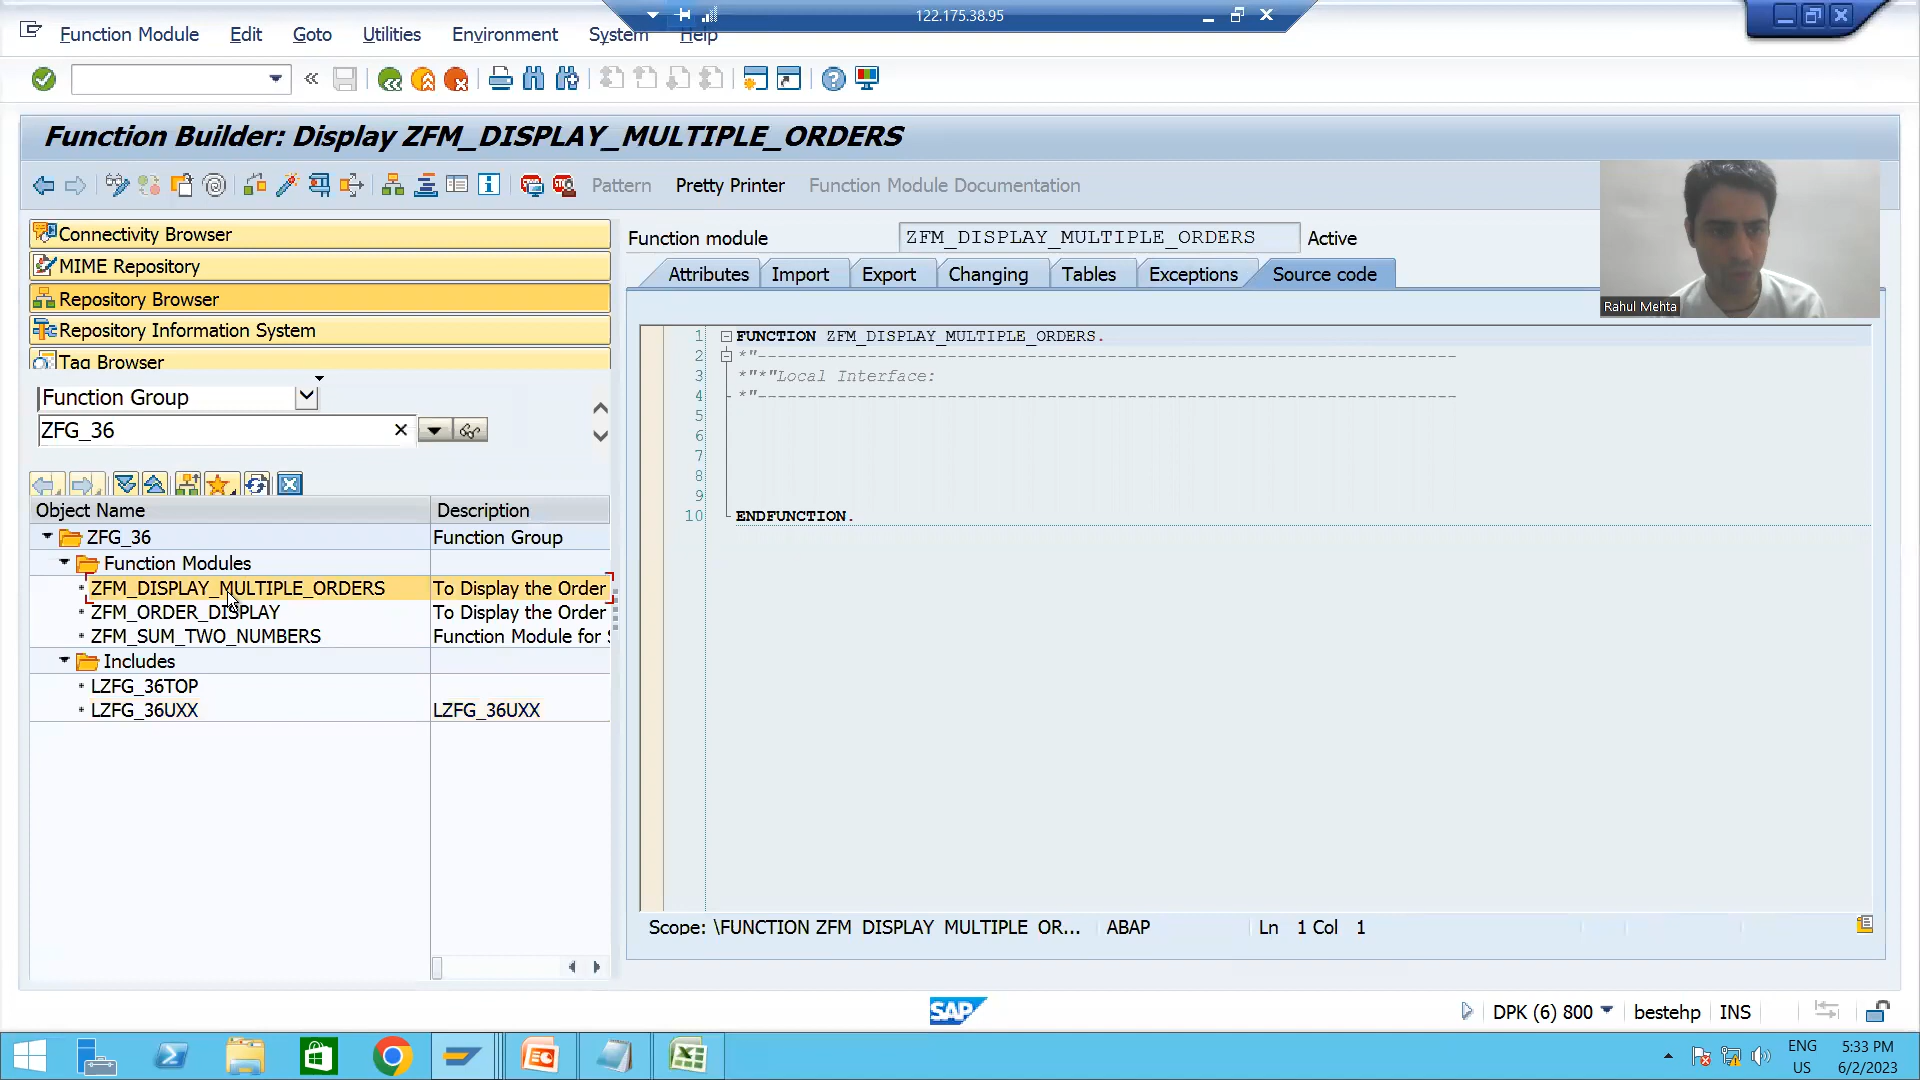 122.175.38.95
Function Module Edit Goto Utilities Environment System Help
Function Builder: Display ZFM_DISPLAY_MULTIPLE_ORDERS
Pattern Pretty Printer Function Module Documentation
Connectivity Browser
MIME Repository
Repository Browser
Repository Information System
Tag Browser
Function Group
ZFG_36
Object Name Description
ZFG_36 Function Group
Function Modules
ZFM_DISPLAY_MULTIPLE_ORDERS To Display the Order
ZFM_ORDER_DISPLAY To Display the Order
ZFM_SUM_TWO_NUMBERS Function Module for
Includes
LZFG_36TOP
LZFG_36UXX LZFG_36UXX
Function module ZFM_DISPLAY_MULTIPLE_ORDERS Active
Attributes Import Export Changing Tables Exceptions Source code
1 FUNCTION ZFM_DISPLAY_MULTIPLE_ORDERS.
2 *"----------------------------------------------------------------------
3 *"*"Local Interface:
4 *"----------------------------------------------------------------------
5
6
7
8
9
10 ENDFUNCTION.
Scope: \FUNCTION ZFM_DISPLAY_MULTIPLE_OR... ABAP Ln 1 Col 1
Rahul Mehta
SAP
DPK (6) 800 bestehp INS
ENG
US
5:33 PM
6/2/2023